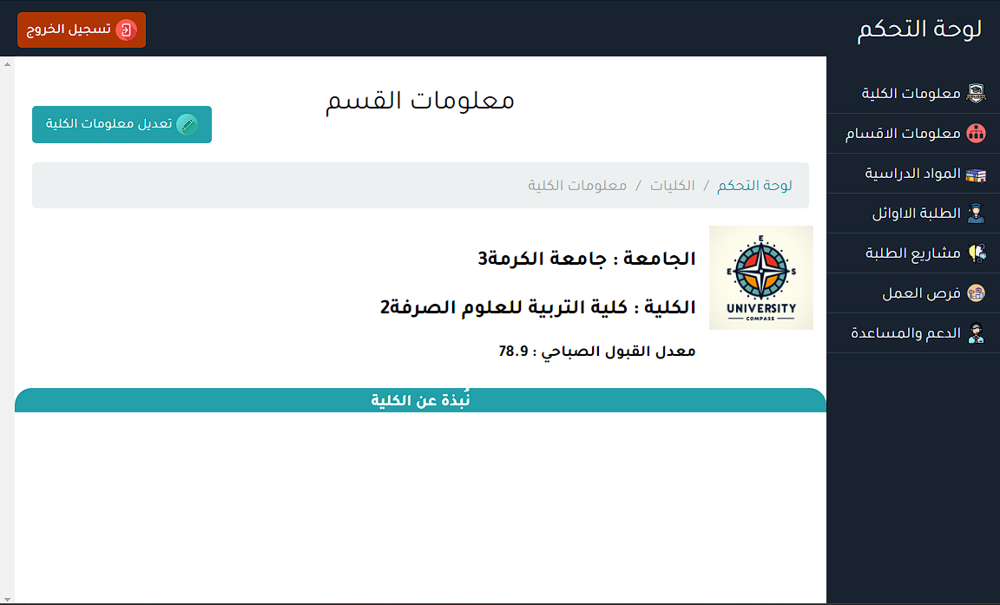 لوحة التحكم
تسجيل الخروج
معلومات الكلية
معلومات الاقسام
المواد الدراسية
الطلبة الااوائل
مشاريع الطلبة
فرص العمل
الدعم والمساعدة
معلومات القسم
تعديل معلومات الكلية
لوحة التحكم / الكليات / معلومات الكلية
E
E S
UNIVERSITY
COMPASS
الجامعة : جامعة الكرمة3
الكلية : كلية التربية للعلوم الصرفة2
معدل القبول الصباحي : 78.9
نُبذة عن الكلية